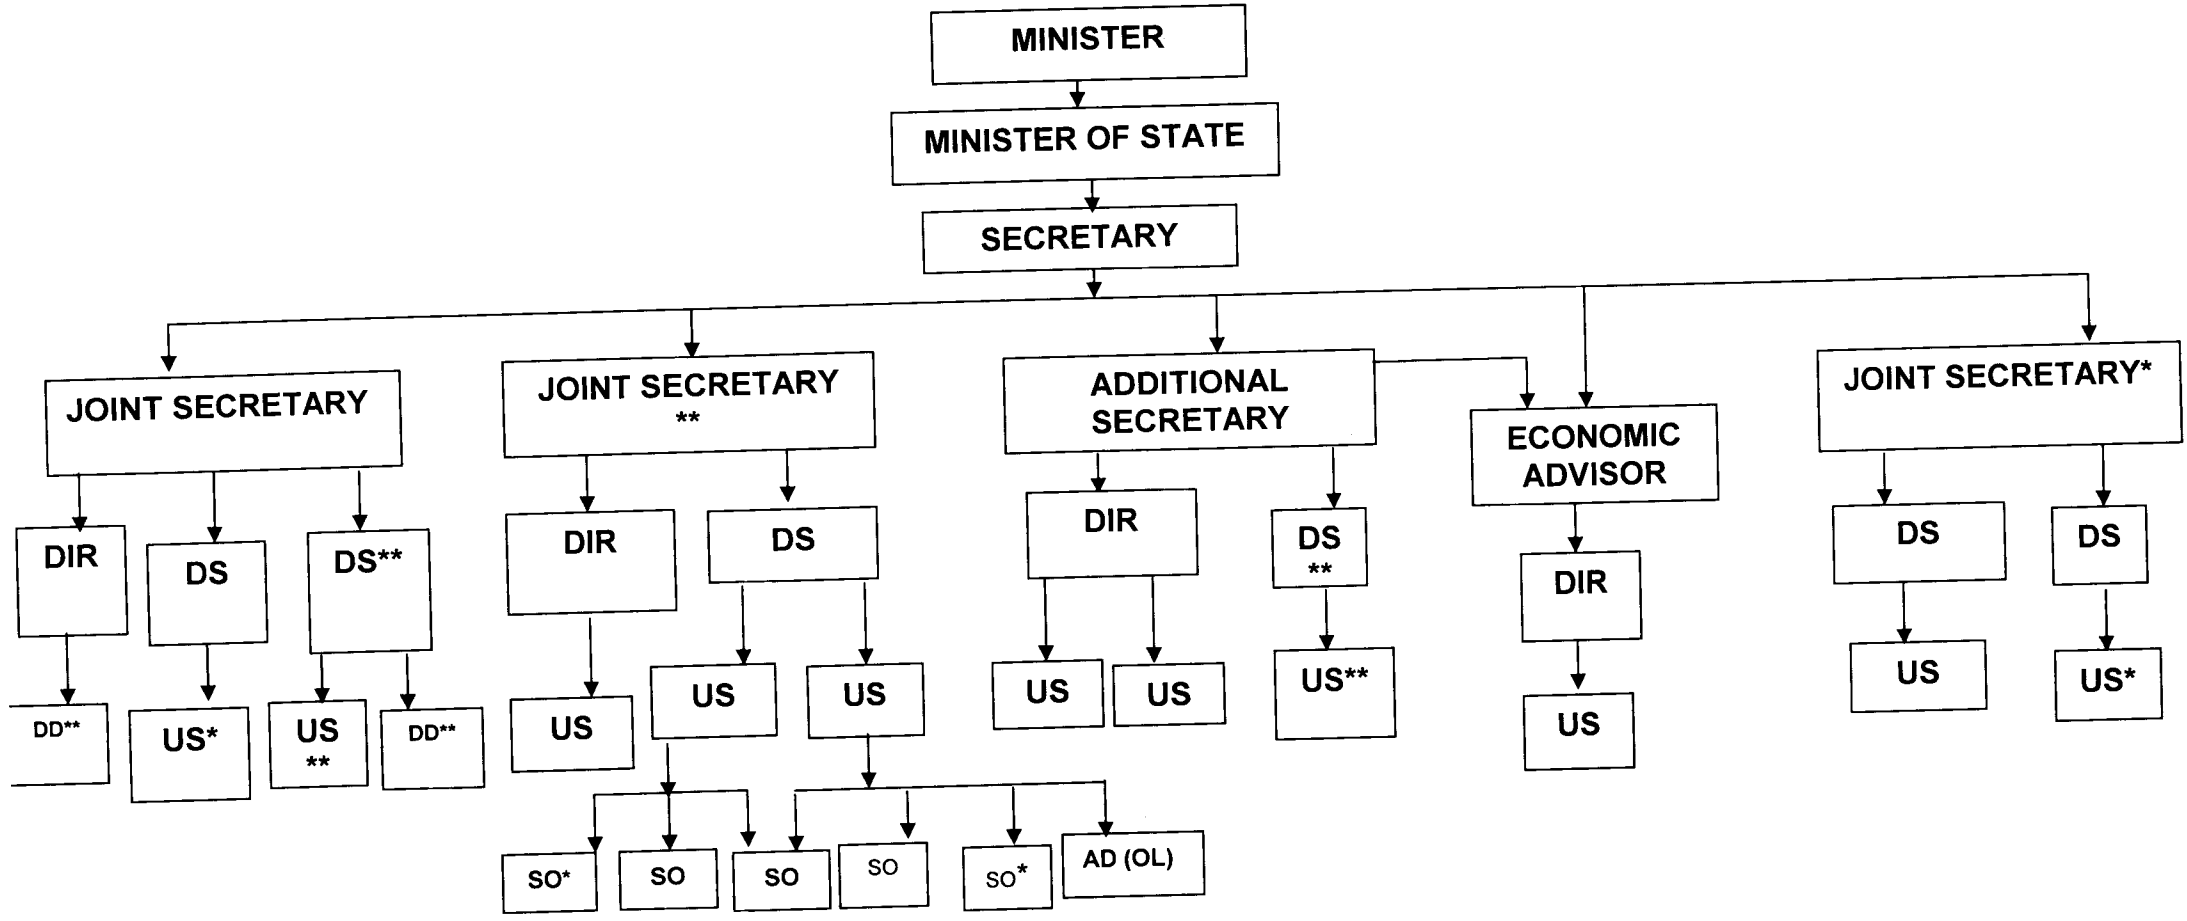 MINISTER
MINISTER OF STATE
SECRETARY
JOINT SECRETARY
JOINT SECRETARY
**
ADDITIONAL
SECRETARY
ECONOMIC
ADVISOR
JOINT SECRETARY*
DIR
DS
DS**
DIR
DS
DIR
DS
**
DIR
DS
DS
DD**
US*
US
**
DD**
US
US
US
US
US
US**
US
US
US*
SO*
SO
SO
SO
SO*
AD (OL)